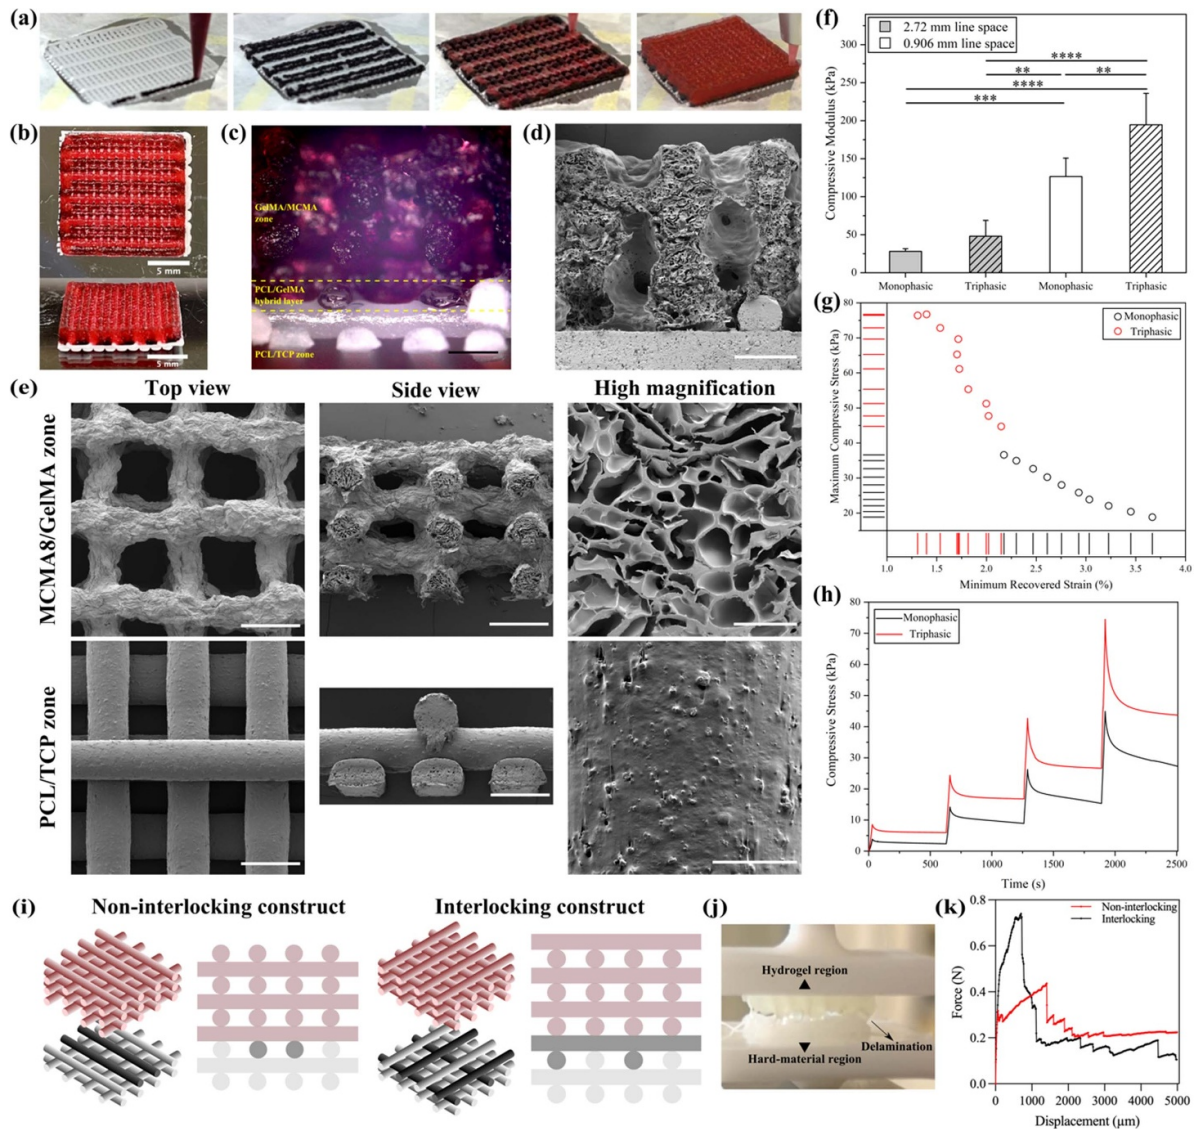 (a)
(b)
5 mm
5 mm
(c)
GelMA/MCMA
zone
PCL/GelMA
hybrid layer
PCL/TCP zone
(d)
(e)
Top view
Side view
High magnification
MCMA8/GelMA zone
PCL/TCP zone
(f)
2.72 mm line space
0.906 mm line space
****
** **
****
***
Compressive Modulus (kPa)
300
250
200
150
100
50
0
Monophasic Triphasic Monophasic Triphasic
(g)
Monophasic
Triphasic
Maximum Compressive Stress (kPa)
80
70
60
50
40
30
20
1.0 1.5 2.0 2.5 3.0 3.5 4.0
Minimum Recovered Strain (%)
(h)
Monophasic
Triphasic
Compressive Stress (kPa)
80
70
60
50
40
30
20
10
0
0 500 1000 1500 2000 2500
Time (s)
(i)
Non-interlocking construct
Interlocking construct
(j)
Hydrogel region
Delamination
Hard-material region
(k)
Non-interlocking
Interlocking
Force (N)
0.8
0.6
0.4
0.2
0.0
0 1000 2000 3000 4000 5000
Displacement (µm)